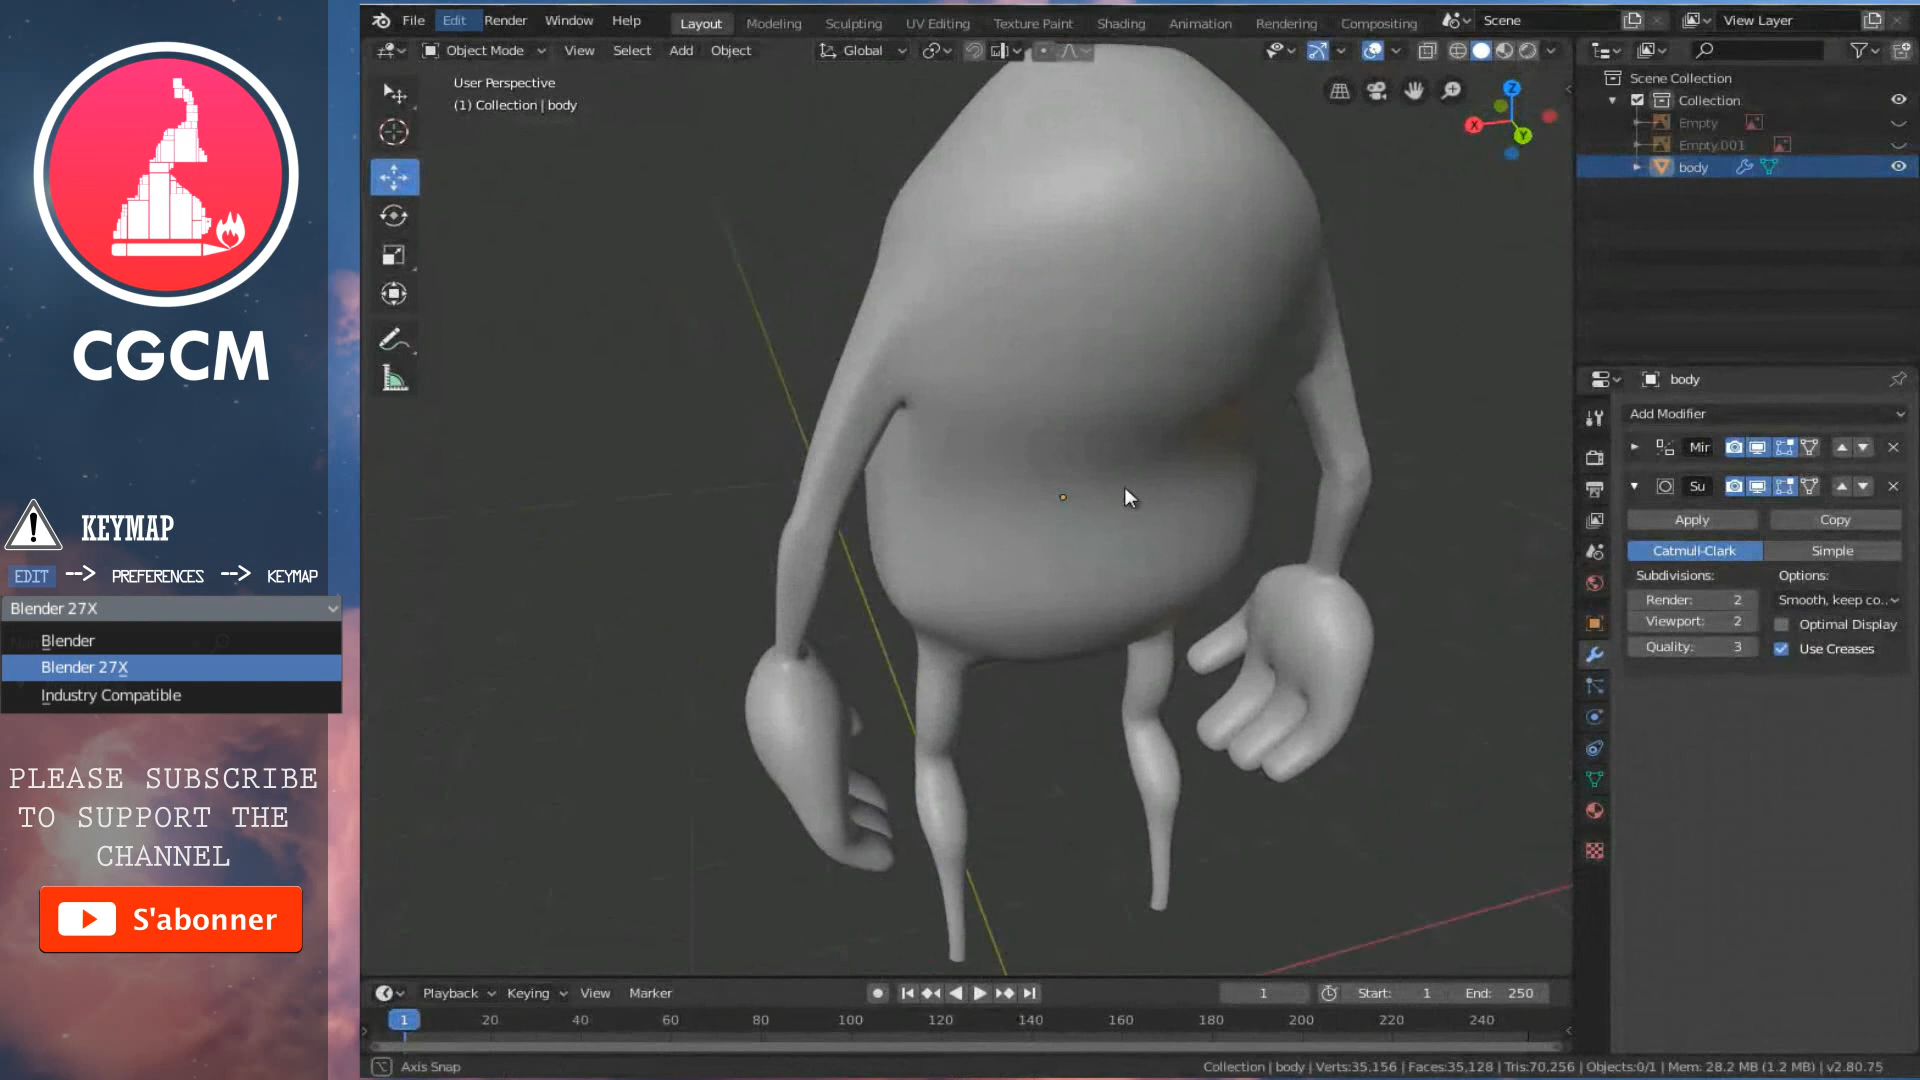 CGCM
KEYMAP
EDIT --> PREFERENCES --> KEYMAP
Blender 27X
Blender
Blender 27X
Industry Compatible
PLEASE SUBSCRIBE
TO SUPPORT THE
CHANNEL
S'abonner
File Edit Render Window Help
Layout Modeling Sculpting UV Editing Texture Paint Shading Animation Rendering Compositing
Scene
View Layer
Object Mode View Select Add Object
Global
User Perspective
(1) Collection | body
X
Y
Z
Scene Collection
Collection
Empty
Empty.001
body
body
Add Modifier
Mir
Su
Apply Copy
Catmull-Clark Simple
Subdivisions: Options:
Render: 2 Smooth, keep co..
Viewport: 2 Optimal Display
Quality: 3 Use Creases
Playback Keying View Marker
1 Start: 1 End: 250
1 20 40 60 80 100 120 140 160 180 200 220 240
Axis Snap
Collection | body | Verts:35,156 | Faces:35,128 | Tris:70,256 | Objects:0/1 | Mem: 28.2 MB (1.2 MB) | v2.80.75